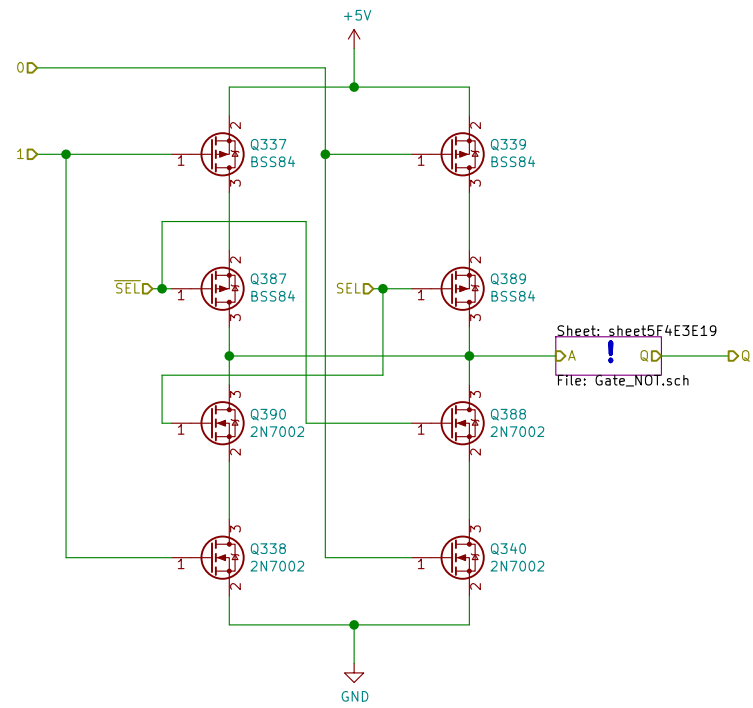 +5V
0
2
2
1
1
Q337
BSS84
1
Q339
BSS84
3
3
2
2
SEL
1
Q387
BSS84
SEL
1
Q389
BSS84
3
3
Sheet: sheet5F4E3E19
A
!
Q
Q
File: Gate_NOT.sch
3
3
1
Q390
2N7002
1
Q388
2N7002
2
2
3
3
1
Q338
2N7002
1
Q340
2N7002
2
2
GND